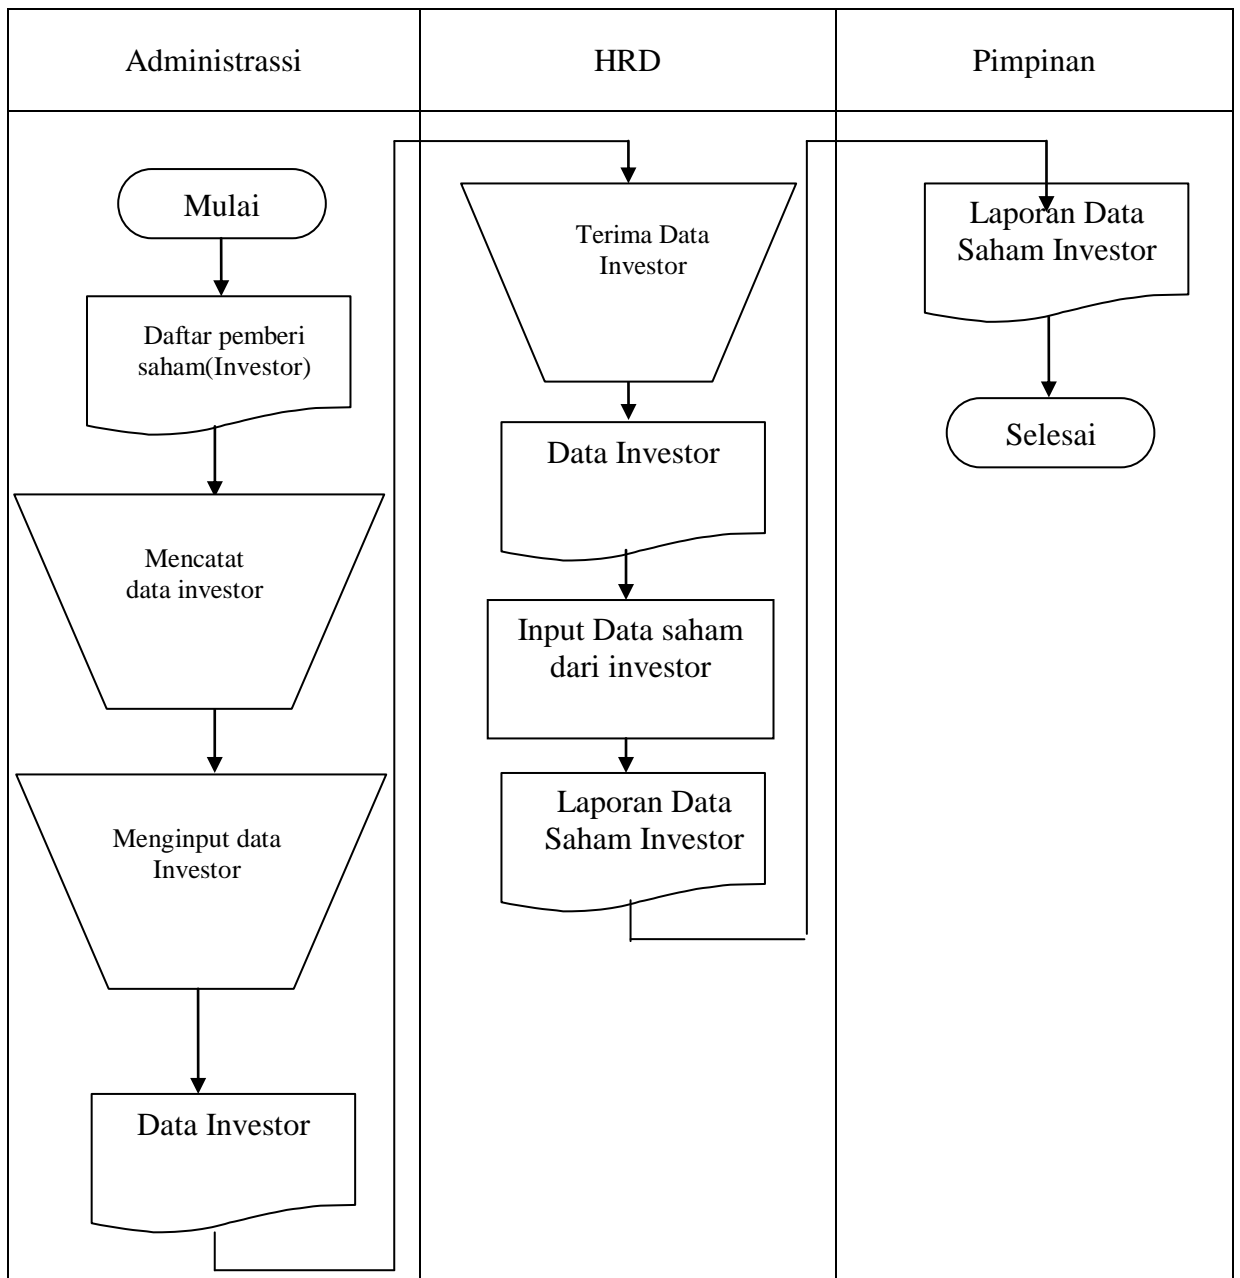 Administrassi
HRD
Pimpinan
Mulai
Daftar pemberi
saham(Investor)
Mencatat
data investor
Menginput data
Investor
Data Investor
Terima Data
Investor
Data Investor
Input Data saham
dari investor
Laporan Data
Saham Investor
Laporan Data
Saham Investor
Selesai